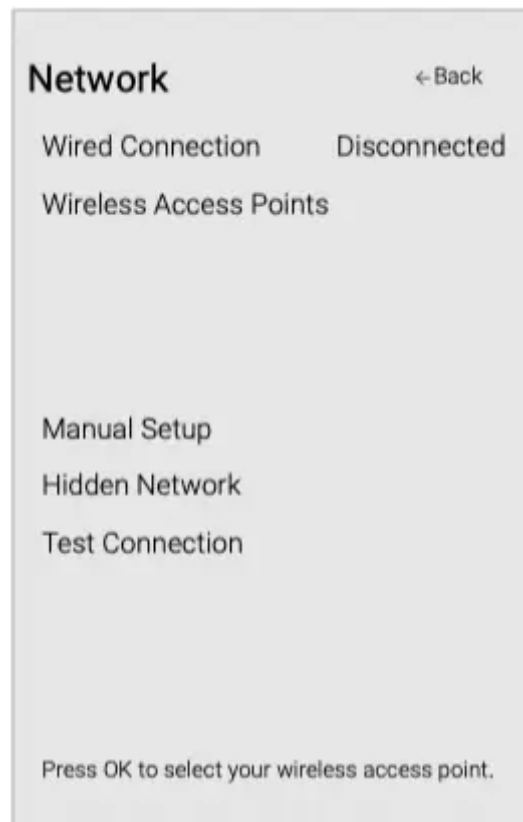 Network ←Back
Wired Connection Disconnected
Wireless Access Points
Manual Setup
Hidden Network
Test Connection
Press OK to select your wireless access point.